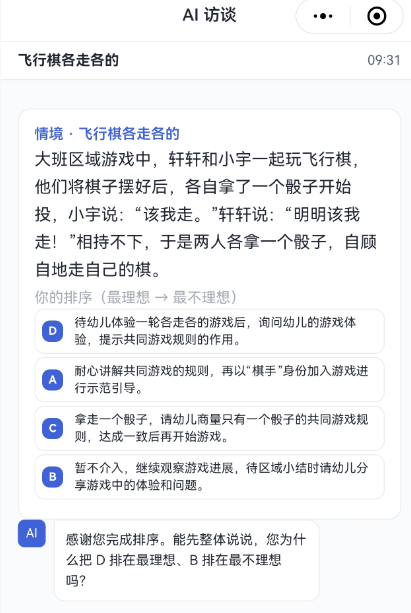 AI 访谈
飞行棋各走各的 09:31
情境 · 飞行棋各走各的
大班区域游戏中，轩轩和小宇一起玩飞行棋，
他们将棋子摆好后，各自拿了一个骰子开始
投，小宇说：“该我走。”轩轩说：“明明该我
走！”相持不下，于是两人各拿一个骰子，自顾
自地走自己的棋。
你的排序（最理想 → 最不理想）
D 待幼儿体验一轮各走各的游戏后，询问幼儿的游戏体
验，提示共同游戏规则的作用。
A 耐心讲解共同游戏的规则，再以“棋手”身份加入游戏进
行示范引导。
C 拿走一个骰子，请幼儿商量只有一个骰子的共同游戏规
则，达成一致后再开始游戏。
B 暂不介入，继续观察游戏进展，待区域小结时请幼儿分
享游戏中的体验和问题。
AI 感谢您完成排序。能先整体说说，您为什
么把 D 排在最理想、B 排在最不理想
吗？